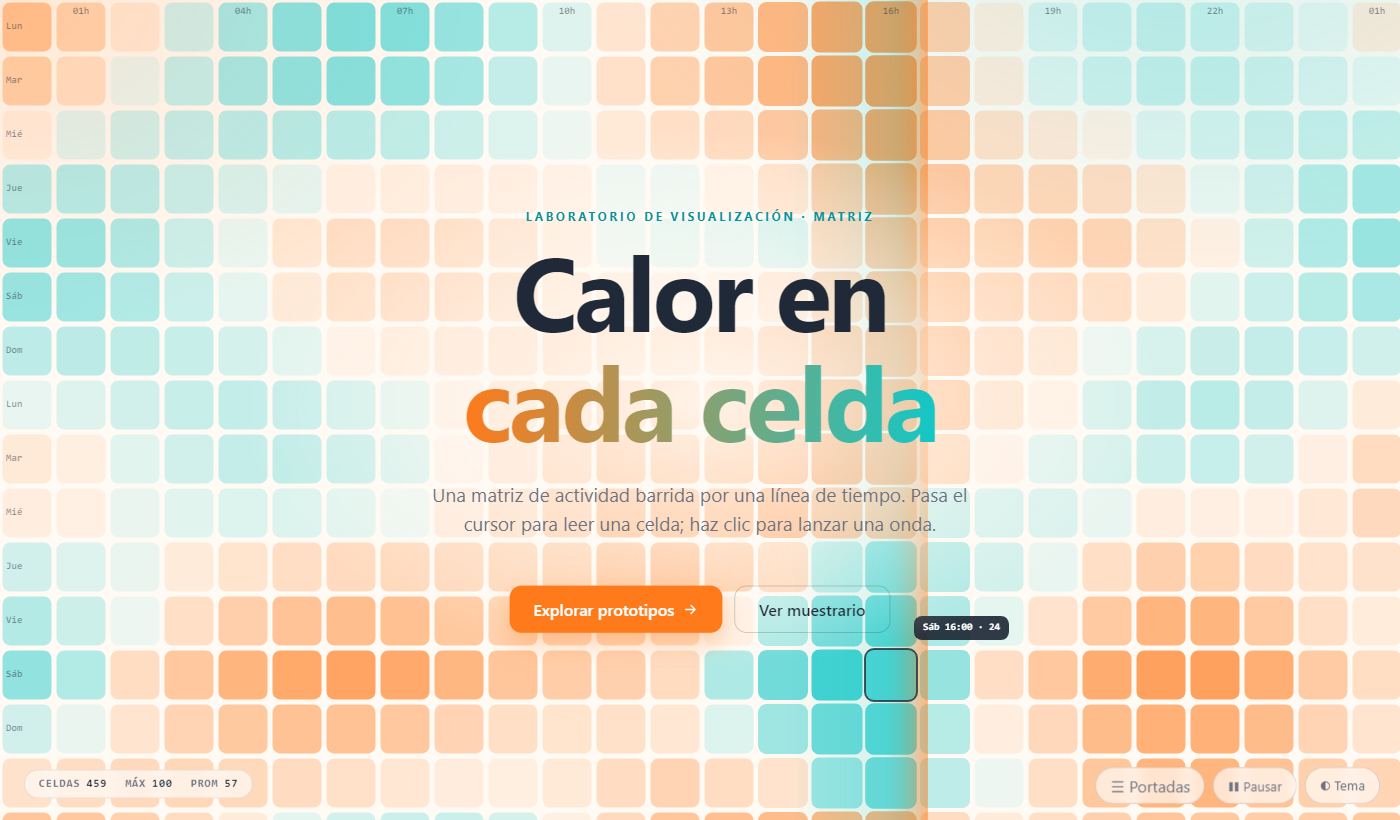 01h 04h 07h 10h 13h 16h 19h 22h 01h
Lun
Mar
Mié
Jue
LABORATORIO DE VISUALIZACIÓN · MATRIZ
Vie
Calor en
Sáb
Dom
cada celda
Lun
Mar
Mié
Una matriz de actividad barrida por una línea de tiempo. Pasa el
cursor para leer una celda; haz clic para lanzar una onda.
Jue
Explorar prototipos →
Ver muestrario
Vie
Sáb 16:00 · 24
Sáb
Dom
CELDAS 459 MÁX 100 PROM 57
☰ Portadas
Pausar
Tema